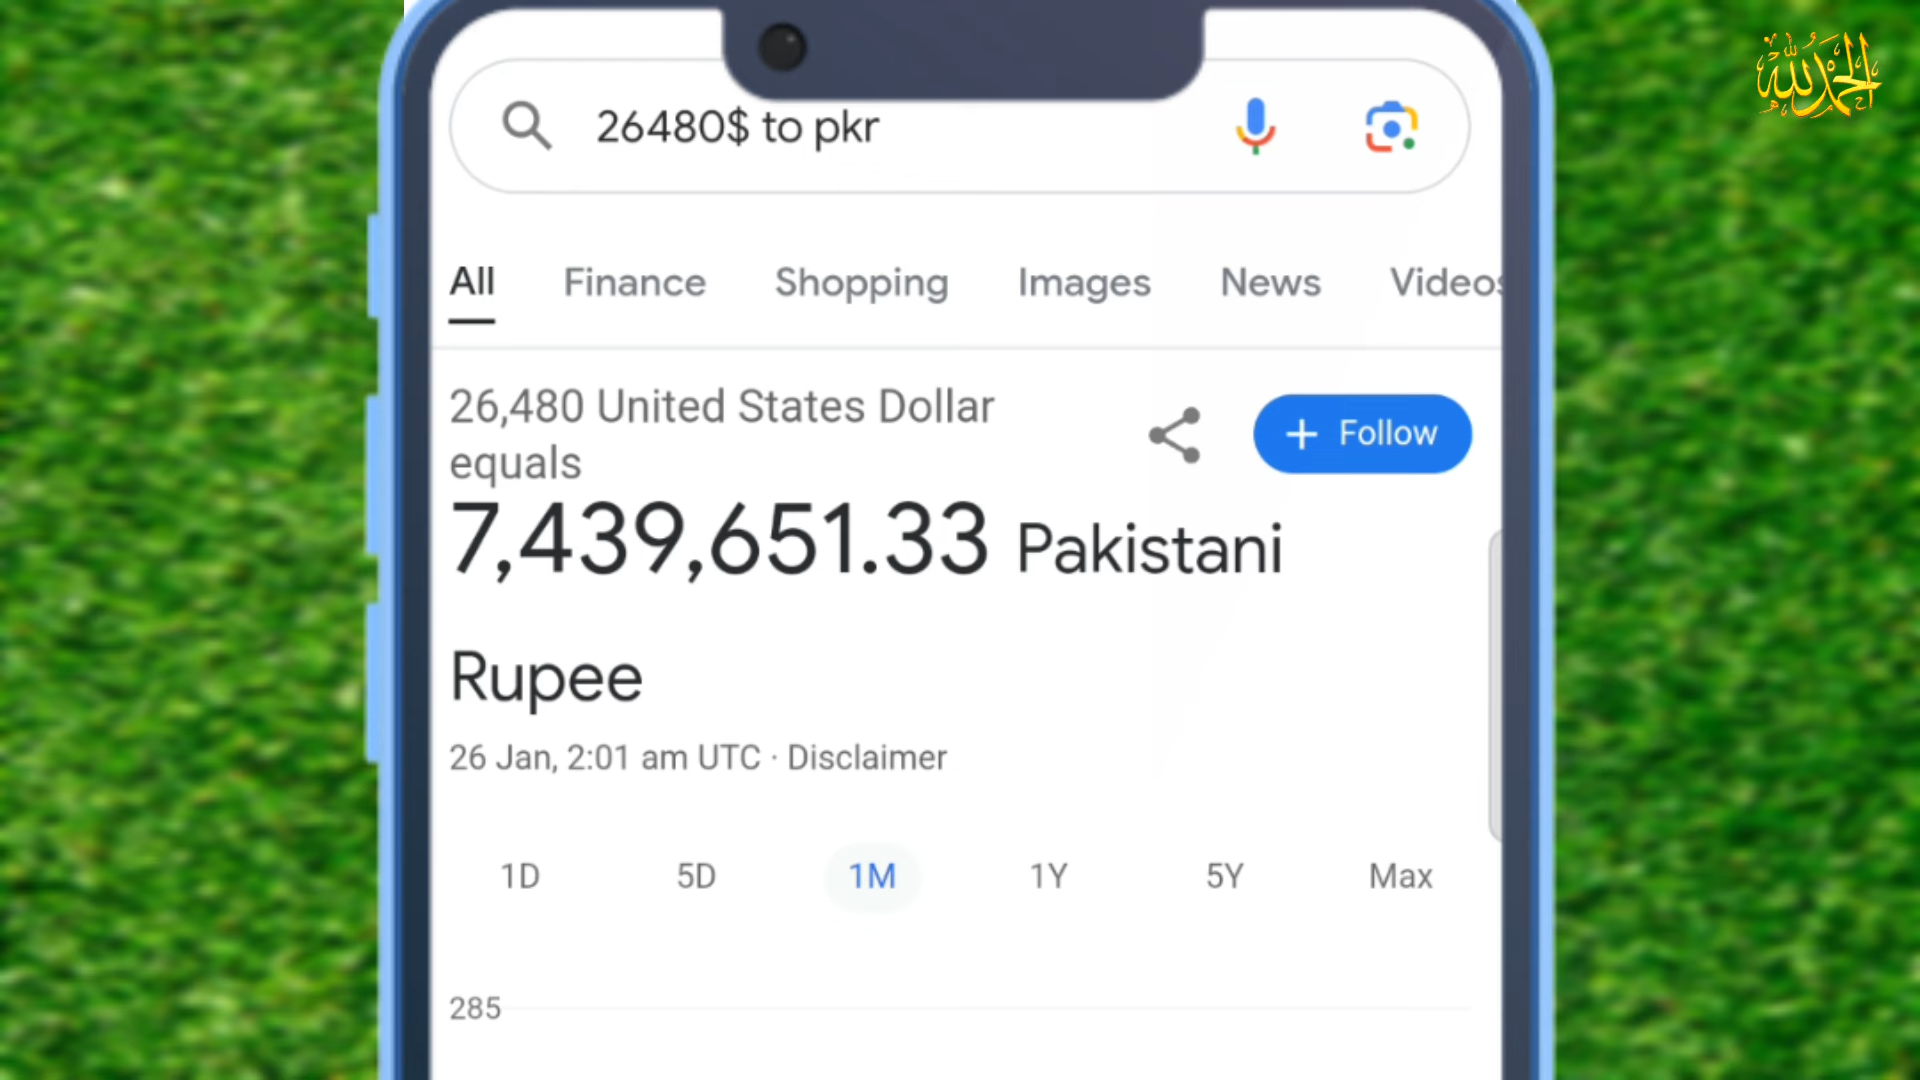 الحمد لله
26480$ to pkr
All Finance Shopping Images News Videos
26,480 United States Dollar
equals
+ Follow
7,439,651.33 Pakistani
Rupee
26 Jan, 2:01 am UTC · Disclaimer
1D 5D 1M 1Y 5Y Max
285